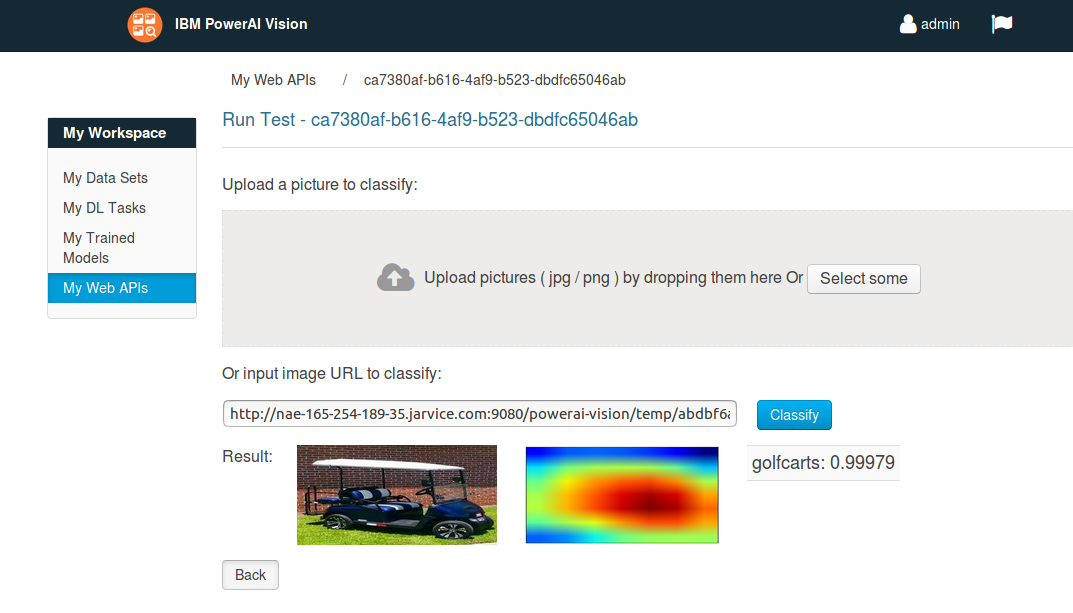 IBM PowerAI Vision
admin
My Web APIs / ca7380af-b616-4af9-b523-dbdfc65046ab
My Workspace
My Data Sets
My DL Tasks
My Trained
Models
My Web APIs
Run Test - ca7380af-b616-4af9-b523-dbdfc65046ab
Upload a picture to classify:
Upload pictures ( jpg / png ) by dropping them here Or Select some
Or input image URL to classify:
http://nae-165-254-189-35.jarvice.com:9080/powerai-vision/temp/abdbf6a
Classify
Result:
golfcarts: 0.99979
Back